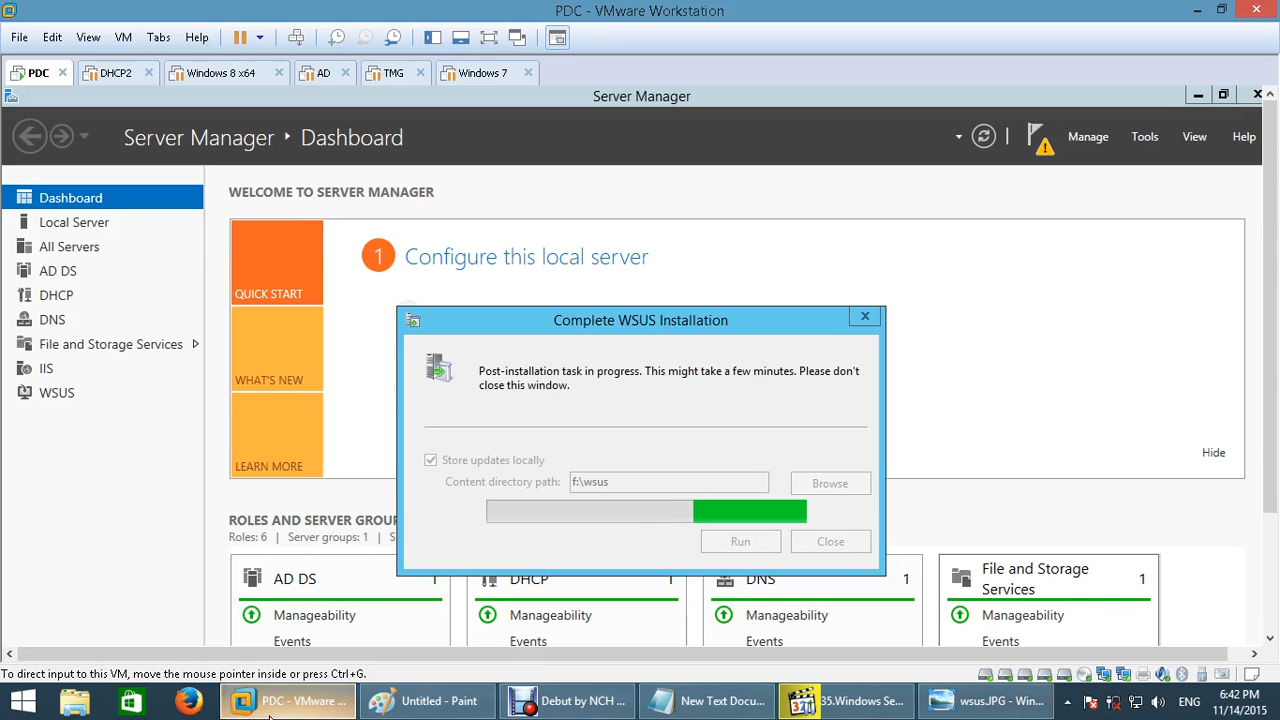 PDC - VMware Workstation
File Edit View VM Tabs Help
PDC DHCP2 Windows 8 x64 AD TMG Windows 7
Server Manager
Server Manager Dashboard
Manage Tools View Help
Dashboard
Local Server
All Servers
AD DS
DHCP
DNS
File and Storage Services
IIS
WSUS
WELCOME TO SERVER MANAGER
1 Configure this local server
QUICK START
WHAT'S NEW
LEARN MORE
Hide
Complete WSUS Installation
Post-installation task in progress. This might take a few minutes. Please don't
close this window.
Store updates locally
Content directory path: f:\wsus Browse
Run Close
ROLES AND SERVER GROU
Roles: 6 | Server groups: 1 | S
AD DS 1
Manageability
Events
DHCP 1
Manageability
Events
DNS 1
Manageability
Events
File and Storage
Services 1
Manageability
Events
To direct input to this VM, move the mouse pointer inside or press Ctrl+G.
PDC - VMware ... Untitled - Paint Debut by NCH ... New Text Docu... 35.Windows Se... wsus.JPG - Win... ENG 6:42 PM
11/14/2015